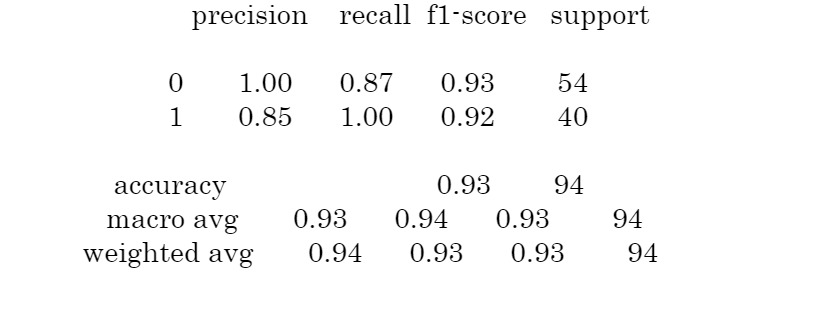 precision recall f1-score support
0 1.00 0.87 0.93 54
1 0.85 1.00 0.92 40
accuracy 0.93 94
macro avg 0.93 0.94 0.93 94
weighted avg 0.94 0.93 0.93 94